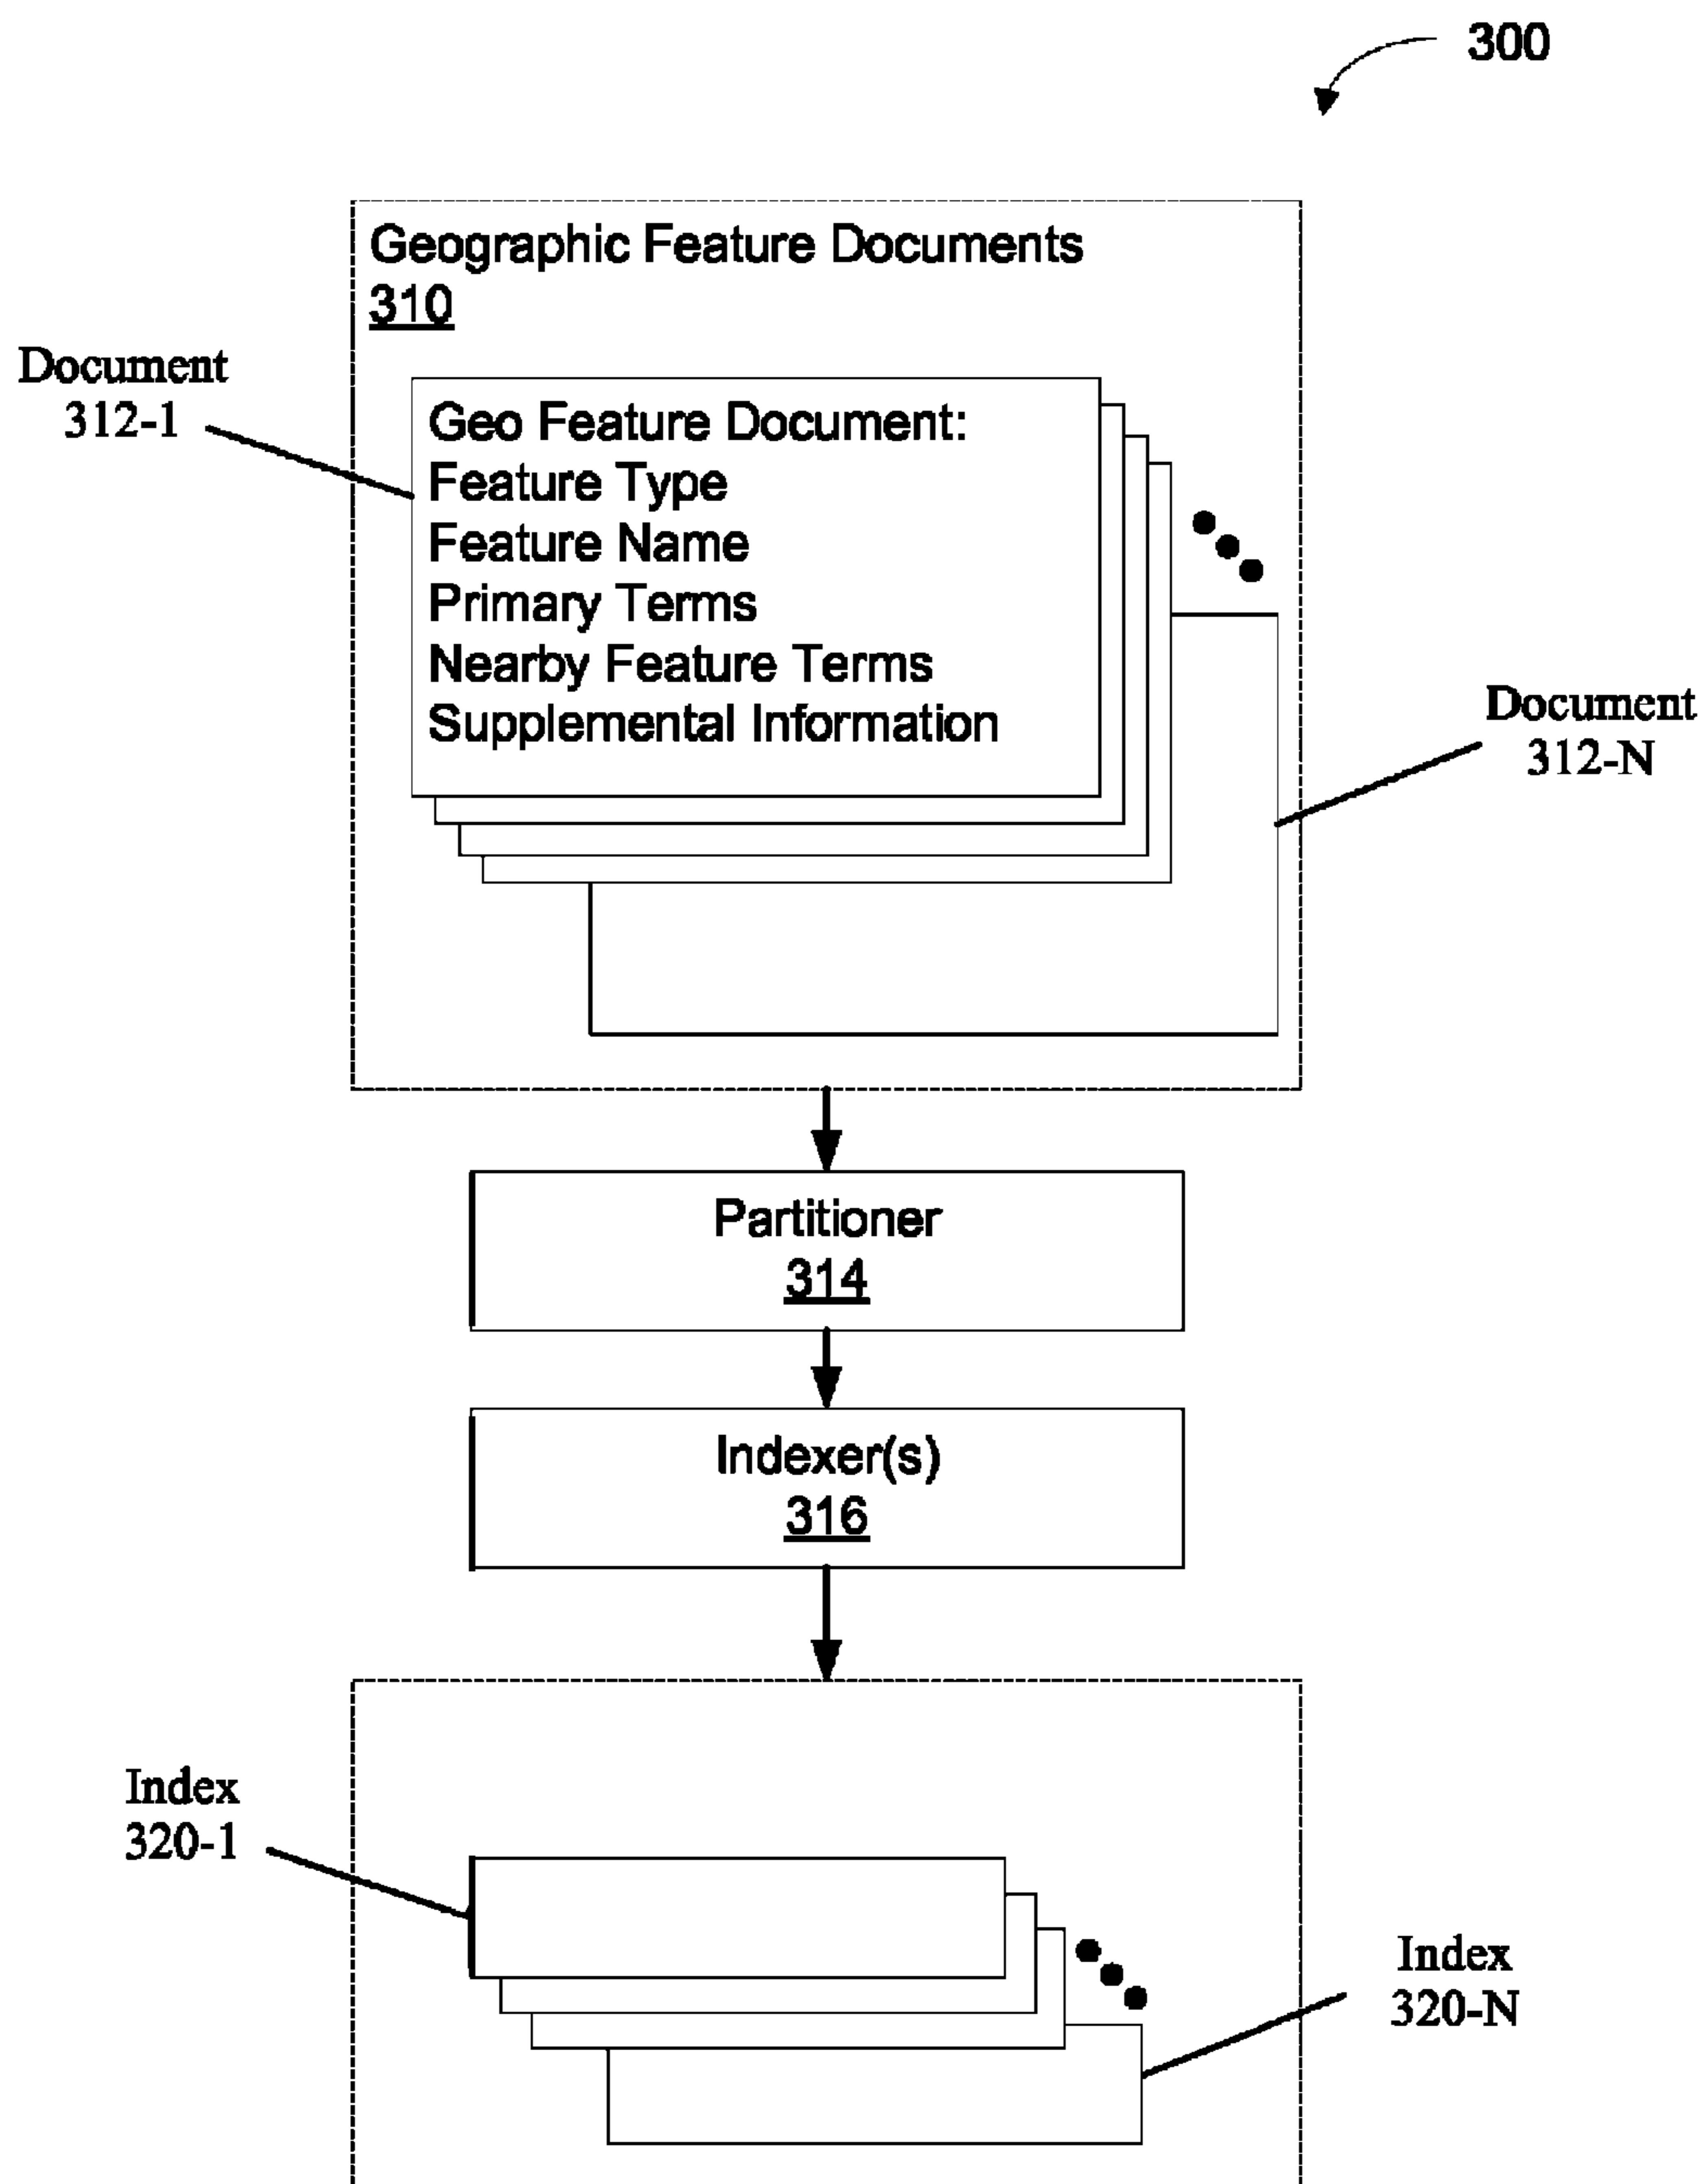 300
Geographic Feature Documents
310
Document
312-1
Geo Feature Document:
Feature Type
Feature Name
Primary Terms
Nearby Feature Terms
Supplemental Information
Document
312-N
Partitioner
314
Indexer(s)
316
Index
320-1
Index
320-N